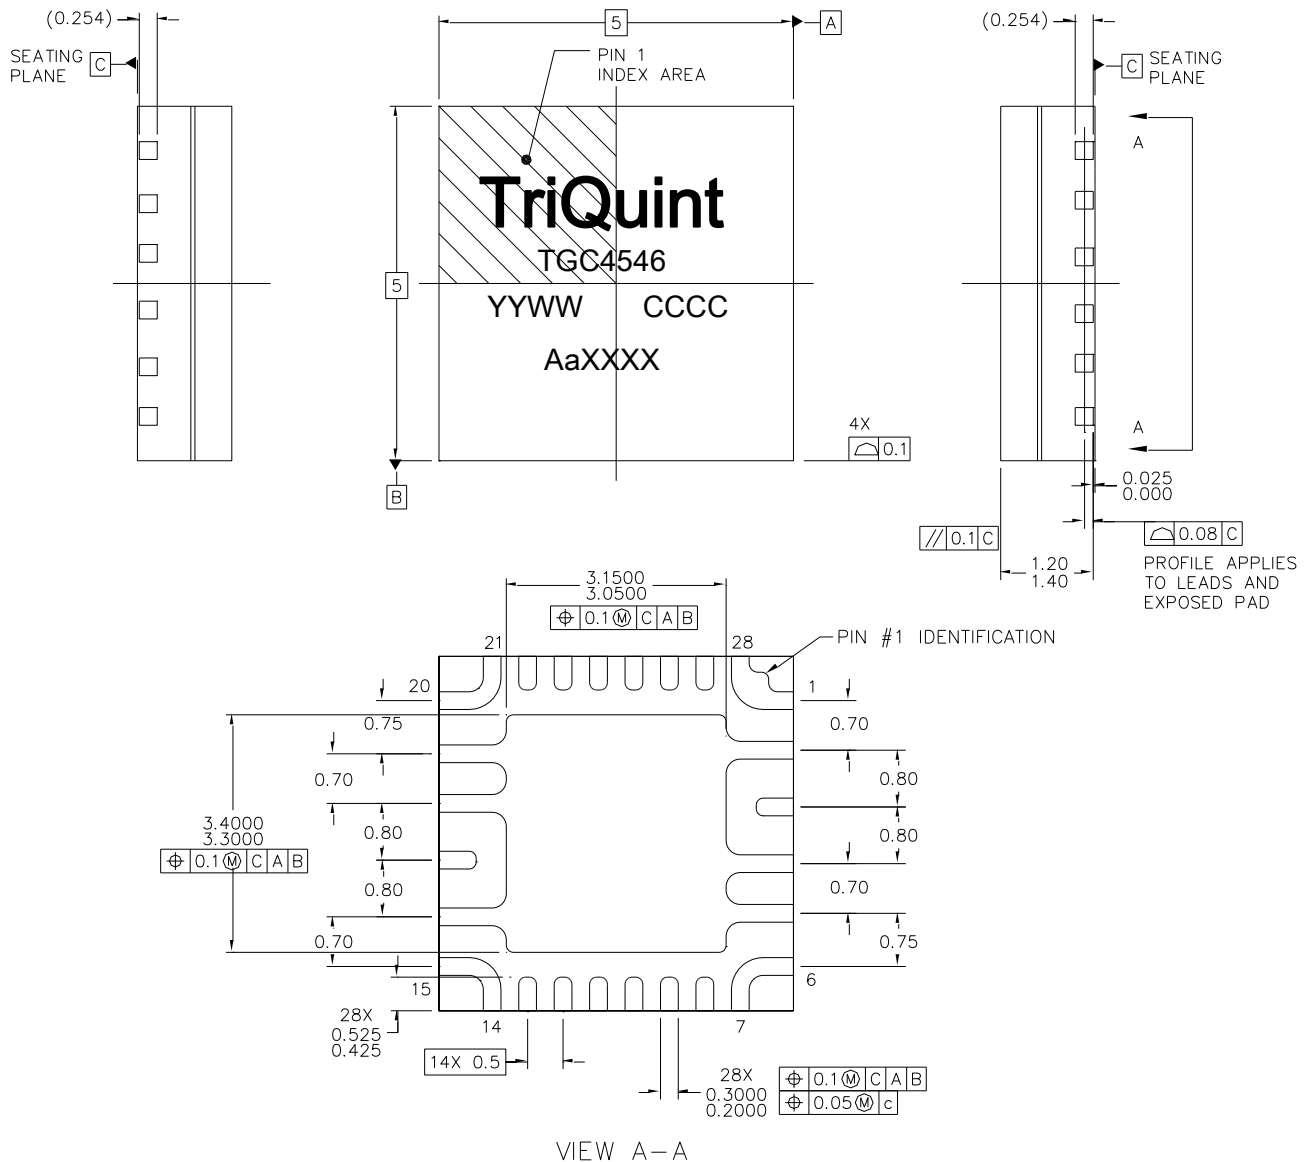 (0.254)
SEATING
PLANE
C
5
A
PIN 1
INDEX AREA
(0.254)
C
SEATING
PLANE
A
TriQuint
TGC4546
5
YYWW CCCC
AaXXXX
4X
0.1
A
B
0.025
0.000
// 0.1 C
0.08 C
1.20
1.40
PROFILE APPLIES
TO LEADS AND
EXPOSED PAD
3.1500
3.0500
⌖ 0.1 Ⓜ C A B
21
28
PIN #1 IDENTIFICATION
20
1
0.75
0.70
0.70
0.80
3.4000
3.3000
⌖ 0.1 Ⓜ C A B
0.80
0.80
0.80
0.70
0.70
0.75
15
6
28X
0.525
0.425
14
7
14X 0.5
28X
0.3000
0.2000
⌖ 0.1 Ⓜ C A B
⌖ 0.05 Ⓜ c
VIEW A-A